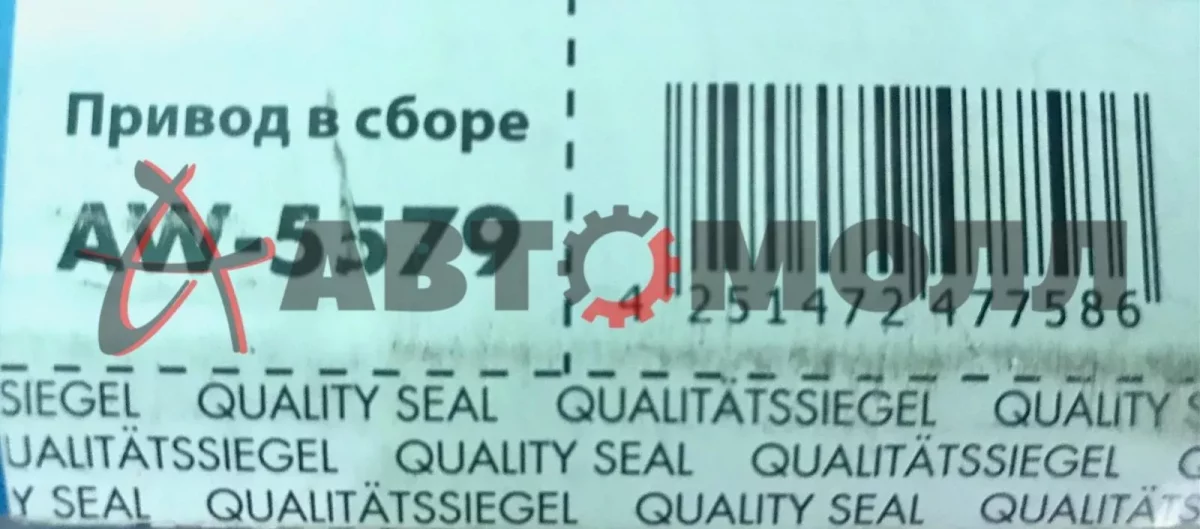 Привод в сборе
AW-5579
АВТОМОЛЛ
4 251472 477586
SIEGEL QUALITY SEAL QUALITÄTSSIEGEL QUALITY S
UALITÄTSSIEGEL QUALITY SEAL QUALITÄTSSIEGEL Q
Y SEAL QUALITÄTSSIEGEL QUALITY SEAL QUALITÄTS